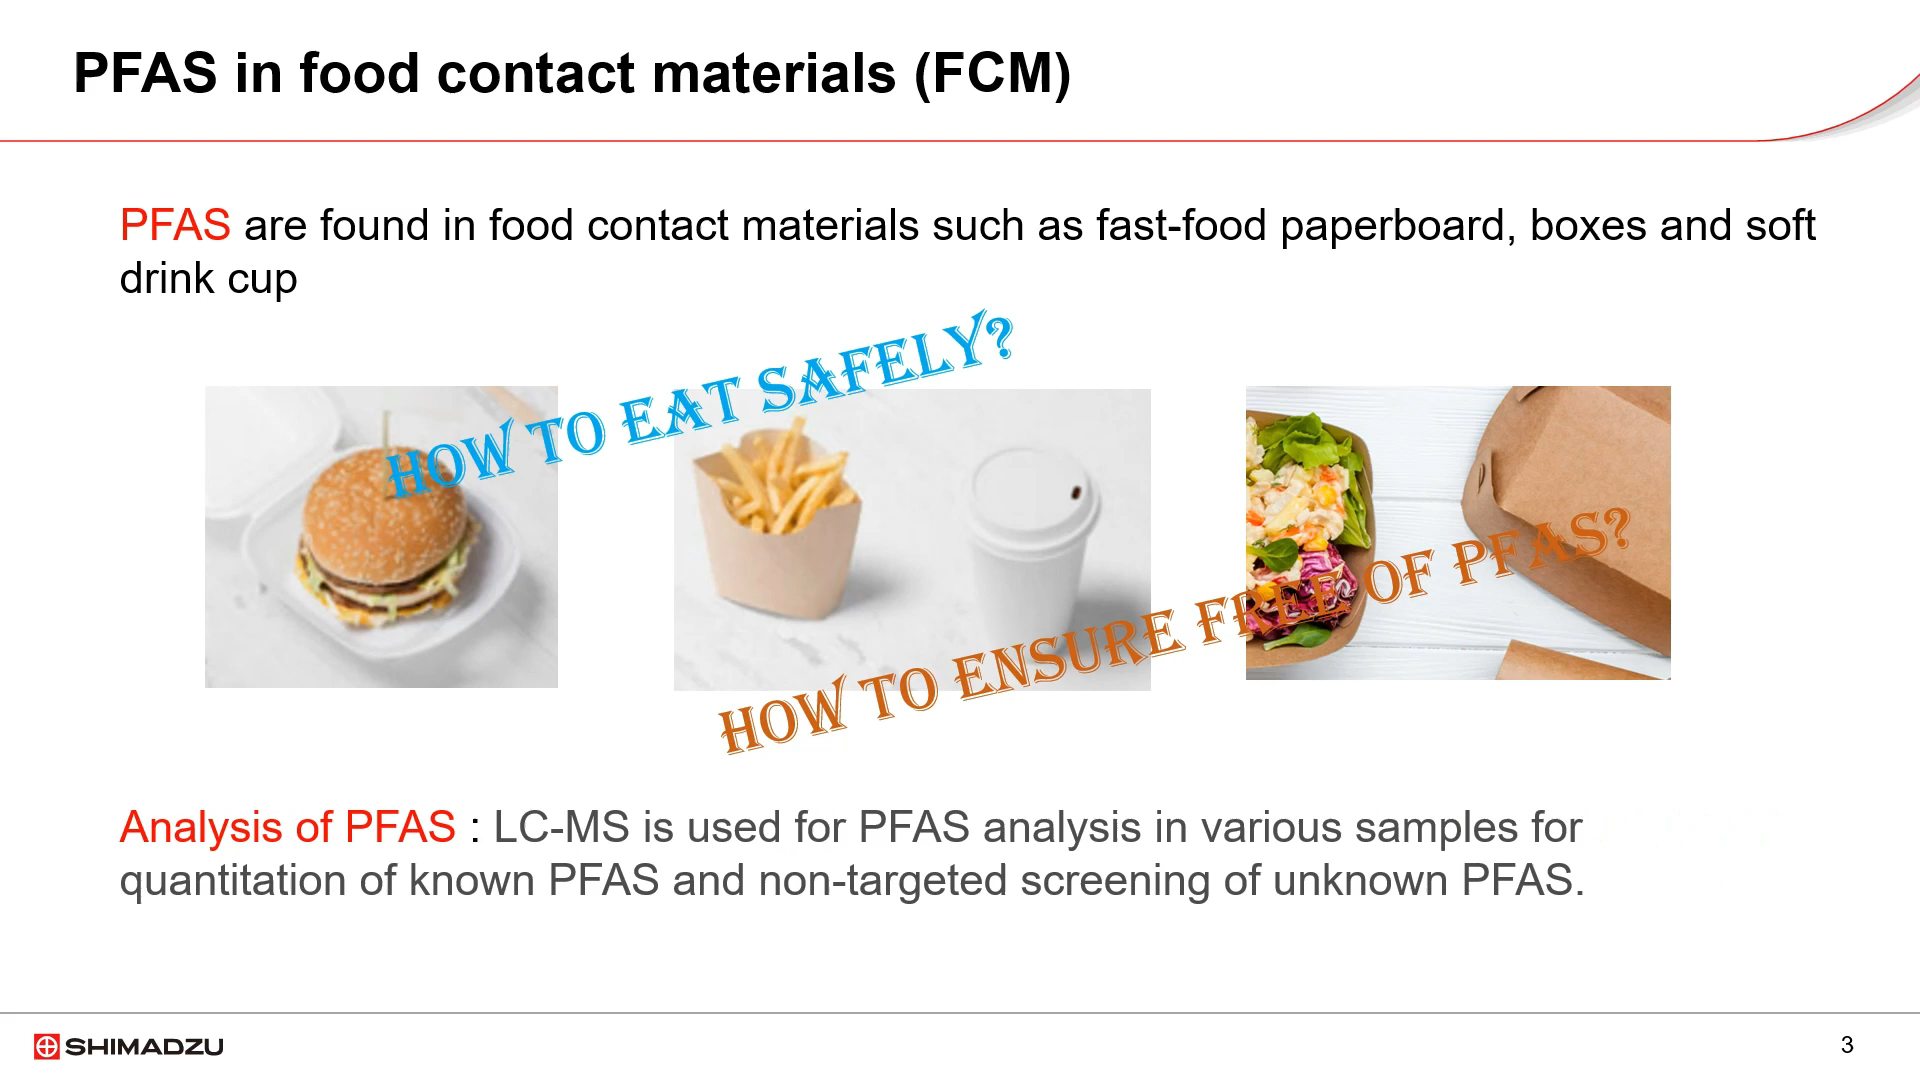 PFAS in food contact materials (FCM)
PFAS are found in food contact materials such as fast-food paperboard, boxes and soft
drink cup
HOW TO EAT SAFELY?
HOW TO ENSURE FREE OF PFAS?
Analysis of PFAS : LC-MS is used for PFAS analysis in various samples for
quantitation of known PFAS and non-targeted screening of unknown PFAS.
SHIMADZU
3